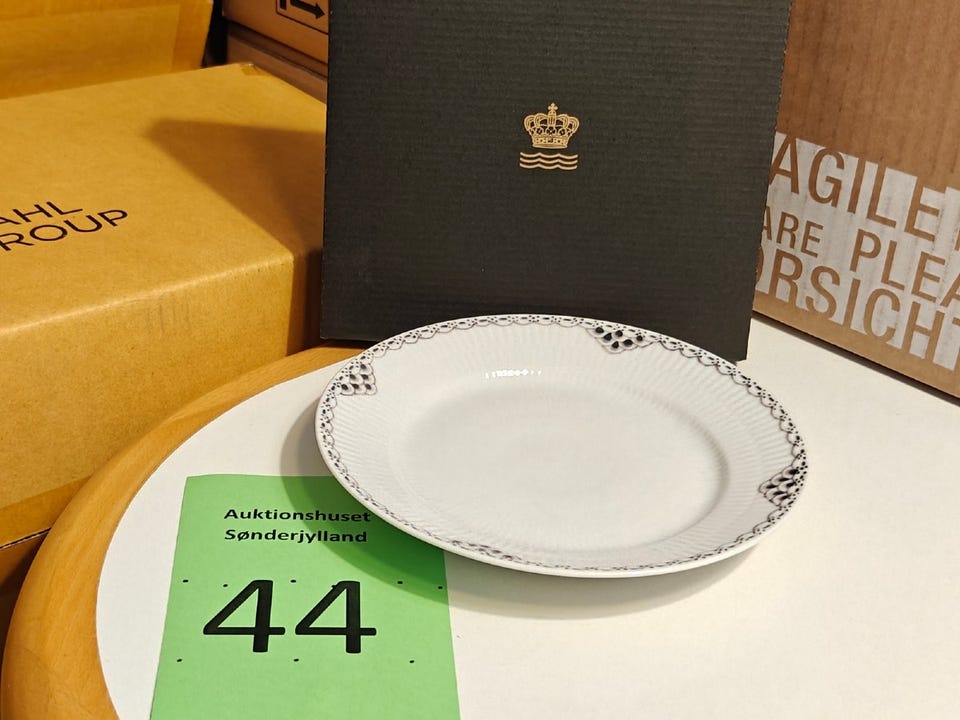 AHL
ROUP
AGILE
ARE PLEA
ORSICHT
Auktionshuset
Sønderjylland
44